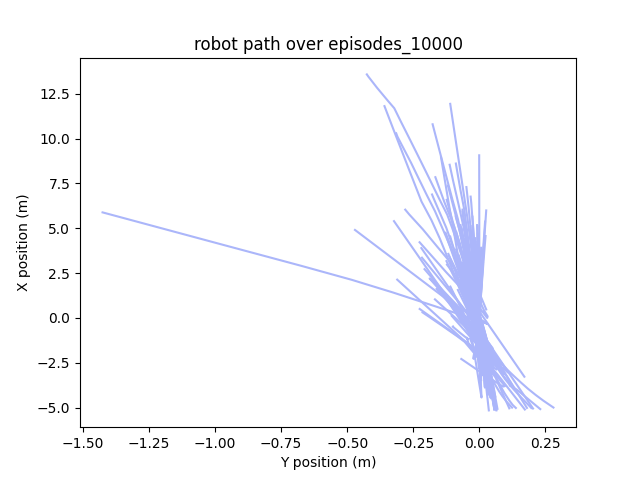 robot path over episodes_10000
X position (m)
12.5
10.0
7.5
5.0
2.5
0.0
−2.5
−5.0
−1.50 −1.25 −1.00 −0.75 −0.50 −0.25 0.00 0.25
Y position (m)